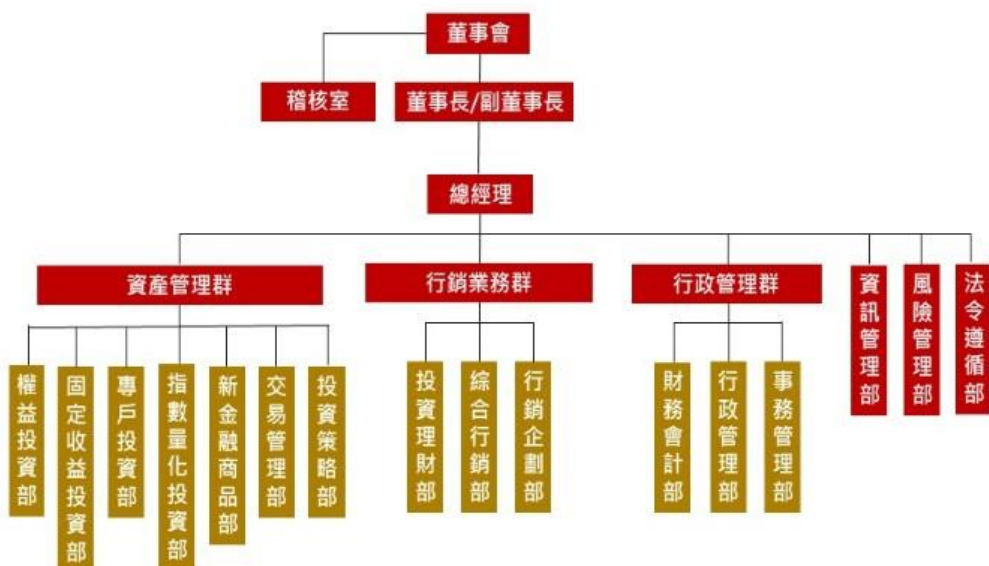 董事會
稽核室
董事長/副董事長
總經理
資產管理群
行銷業務群
行政管理群
資訊管理部
風險管理部
法令遵循部
權益投資部
固定收益投資部
專戶投資部
指數量化投資部
新金融商品部
交易管理部
投資策略部
投資理財部
綜合行銷部
行銷企劃部
財務會計部
行政管理部
事務管理部